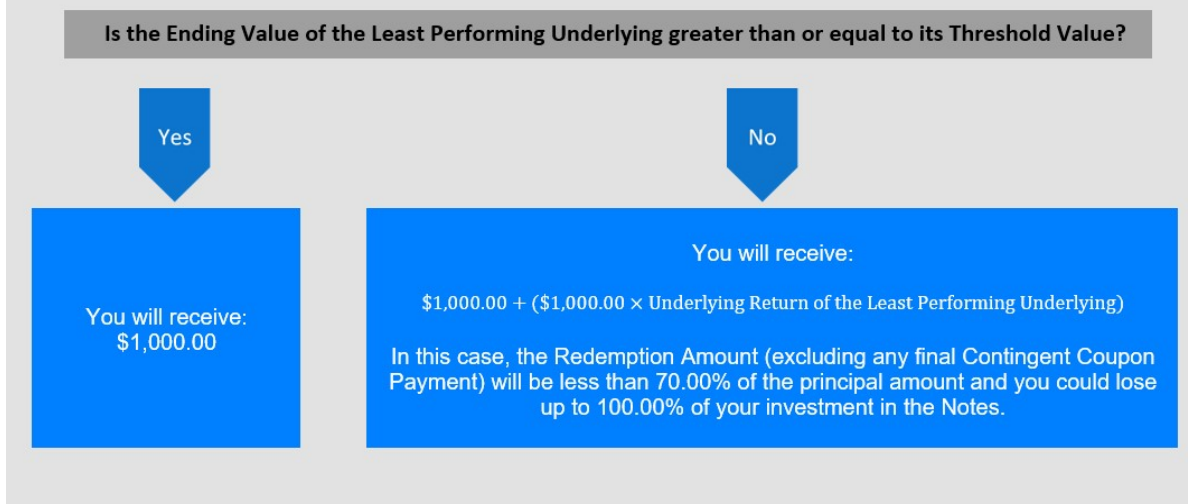 Is the Ending Value of the Least Performing Underlying greater than or equal to its Threshold Value?
Yes
No
You will receive:
$1,000.00
You will receive:
$1,000.00 + ($1,000.00 × Underlying Return of the Least Performing Underlying)
In this case, the Redemption Amount (excluding any final Contingent Coupon
Payment) will be less than 70.00% of the principal amount and you could lose
up to 100.00% of your investment in the Notes.